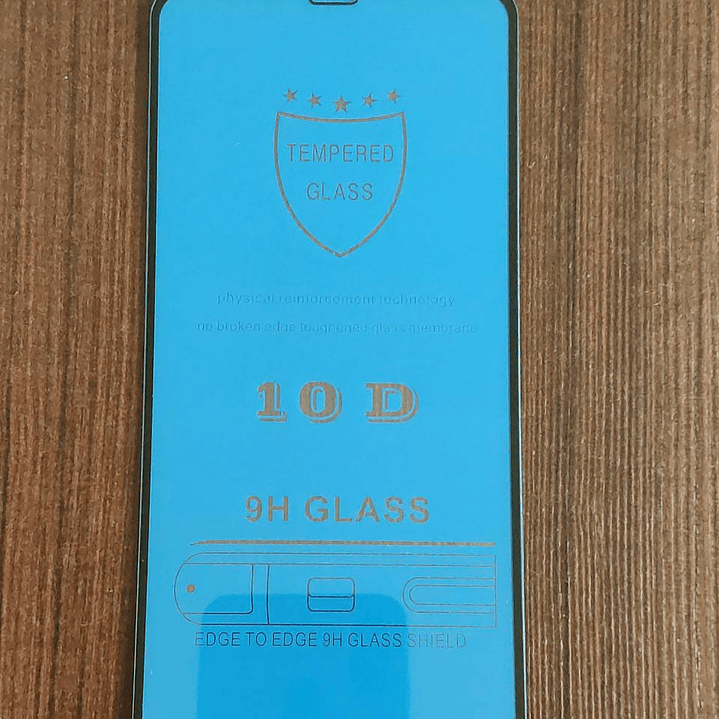 TEMPERED
GLASS
physical reinforcement technology
no broken edge toughened glass membrane
10 D
9H GLASS
EDGE TO EDGE 9H GLASS SHIELD